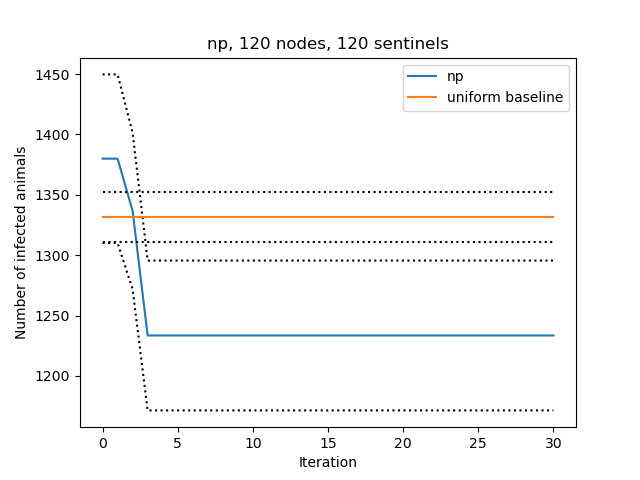 np, 120 nodes, 120 sentinels
np
uniform baseline
Number of infected animals
1450
1400
1350
1300
1250
1200
0 5 10 15 20 25 30
Iteration